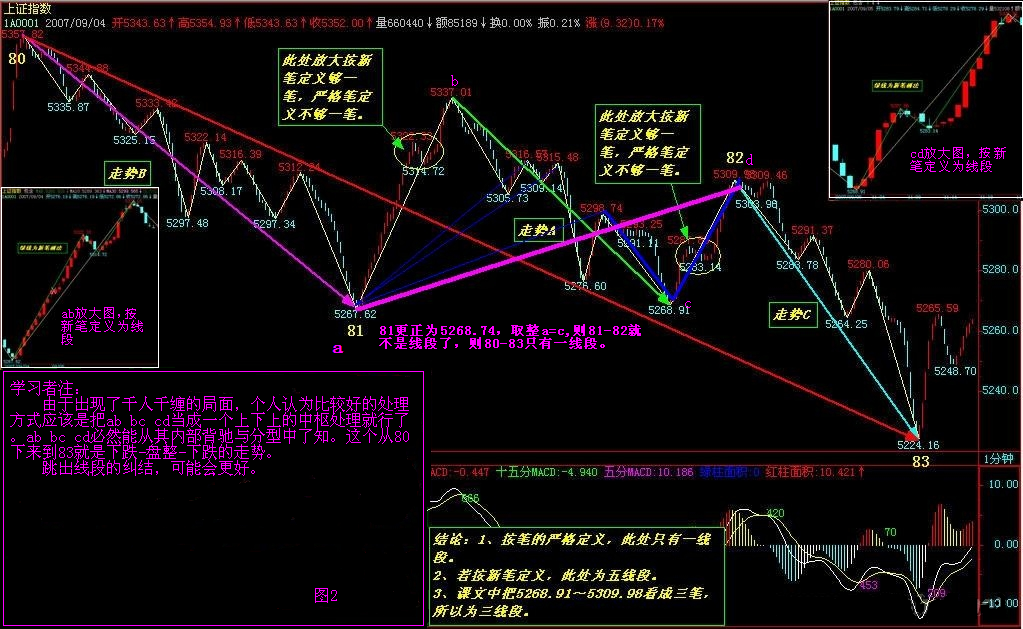 上证指数
1A0001 2007/09/04 开5343.63↑高5354.93↑低5343.63↑收5352.00↑量660440↓额85189↓换0.00% 振0.21% 涨(9.32)0.17%
5357.82
80
5344.88
5335.87
5333.42
5325.15
走势B
5322.14
5316.39
5308.17
5297.48
5297.34
5312.24
此处放大按新
笔定义够一
笔，严格笔定
义不够一笔。
5314.72
b
5337.01
5305.73
5309.14
5315.48
走势A
5276.60
5298.74
5293.25
5291.11
此处放大按新
笔定义够一
笔，严格笔定
义不够一笔。
5283.14
82
d
5309.98
5309.46
5303.98
5291.37
5283.78
5280.06
走势C
5264.25
5265.59
5248.70
5224.16
83
5267.62
81
a
5268.91
c
81更正为5268.74，取整a=c,则81-82就
不是线段了，则80-83只有一线段。
cd放大图，按新
笔定义为线段
ab放大图,按
新笔定义为线
段
5300.0
5280.0
5260.0
5240.0
1分钟
学习者注：
由于出现了千人千缠的局面，个人认为比较好的处理
方式应该是把ab bc cd当成一个上下上的中枢处理就行了
。ab bc cd必然能从其内部背驰与分型中了知。这个从80
下来到83就是下跌-盘整-下跌的走势。
跳出线段的纠结，可能会更好。
图2
ACD:-0.447 十五分MACD:-4.940 五分MACD:10.186 绿柱面积:0 红柱面积:10.421↑
666
420
70
453
209
10.00
0.00
-10.00
结论：1、按笔的严格定义，此处只有一线
段。
2、若按新笔定义，此处为五线段。
3、课文中把5268.91～5309.98看成三笔，
所以为三线段。